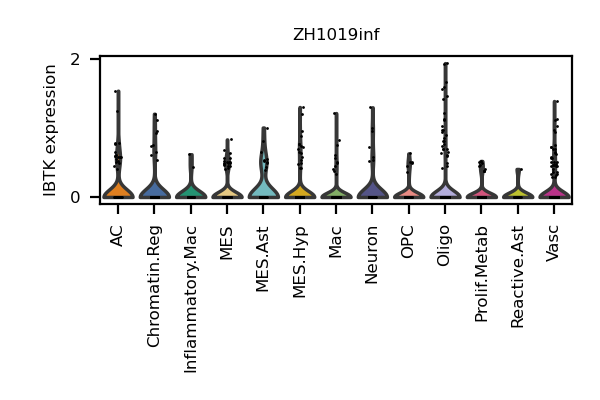 ZH1019inf
IBTK expression
2
0
AC
Chromatin.Reg
Inflammatory.Mac
MES
MES.Ast
MES.Hyp
Mac
Neuron
OPC
Oligo
Prolif.Metab
Reactive.Ast
Vasc